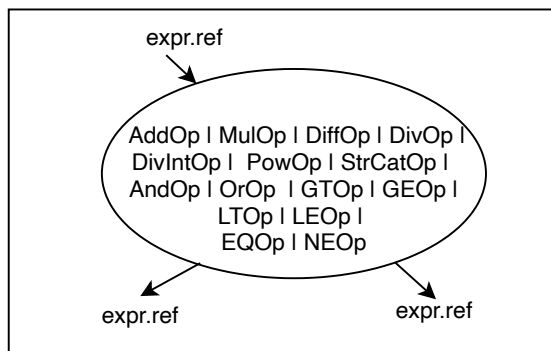 expr.ref
AddOp | MulOp | DiffOp | DivOp |
DivIntOp | PowOp | StrCatOp |
AndOp | OrOp | GTOp | GEOp |
LTOp | LEOp |
EQOp | NEOp
expr.ref
expr.ref